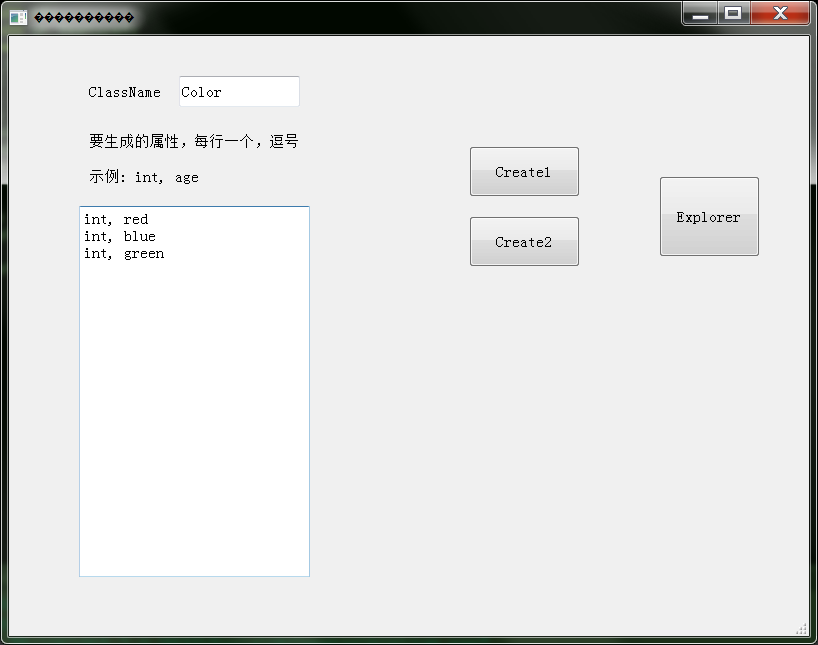 ������������
ClassName Color
要生成的属性，每行一个，逗号
示例：int, age
int, red
int, blue
int, green
Create1
Create2
Explorer